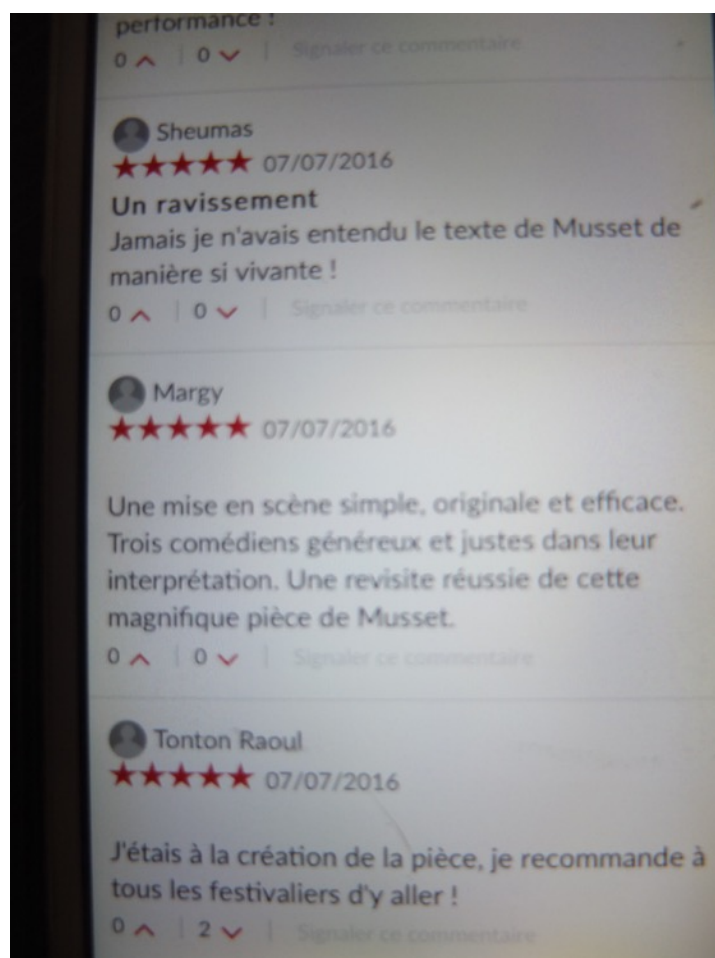 performance !
0 | 0 | Signaler ce commentaire
Sheumas
07/07/2016
Un ravissement
Jamais je n'avais entendu le texte de Musset de
manière si vivante !
0 | 0 | Signaler ce commentaire
Margy
07/07/2016
Une mise en scène simple, originale et efficace.
Trois comédiens généreux et justes dans leur
interprétation. Une revisite réussie de cette
magnifique pièce de Musset.
0 | 0 | Signaler ce commentaire
Tonton Raoul
07/07/2016
J'étais à la création de la pièce, je recommande à
tous les festivaliers d'y aller !
0 | 2 | Signaler ce commentaire